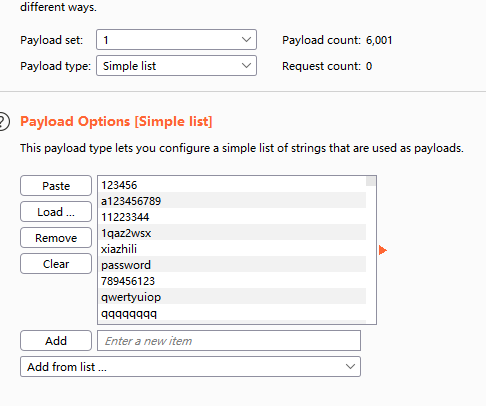 different ways.
Payload set: 1 Payload count: 6,001
Payload type: Simple list Request count: 0
? Payload Options [Simple list]
This payload type lets you configure a simple list of strings that are used as payloads.
Paste 123456
a123456789
Load ... 11223344
1qaz2wsx
Remove xiazhili
Clear password
789456123
qwertyuiop
qqqqqqqq
Add Enter a new item
Add from list ...